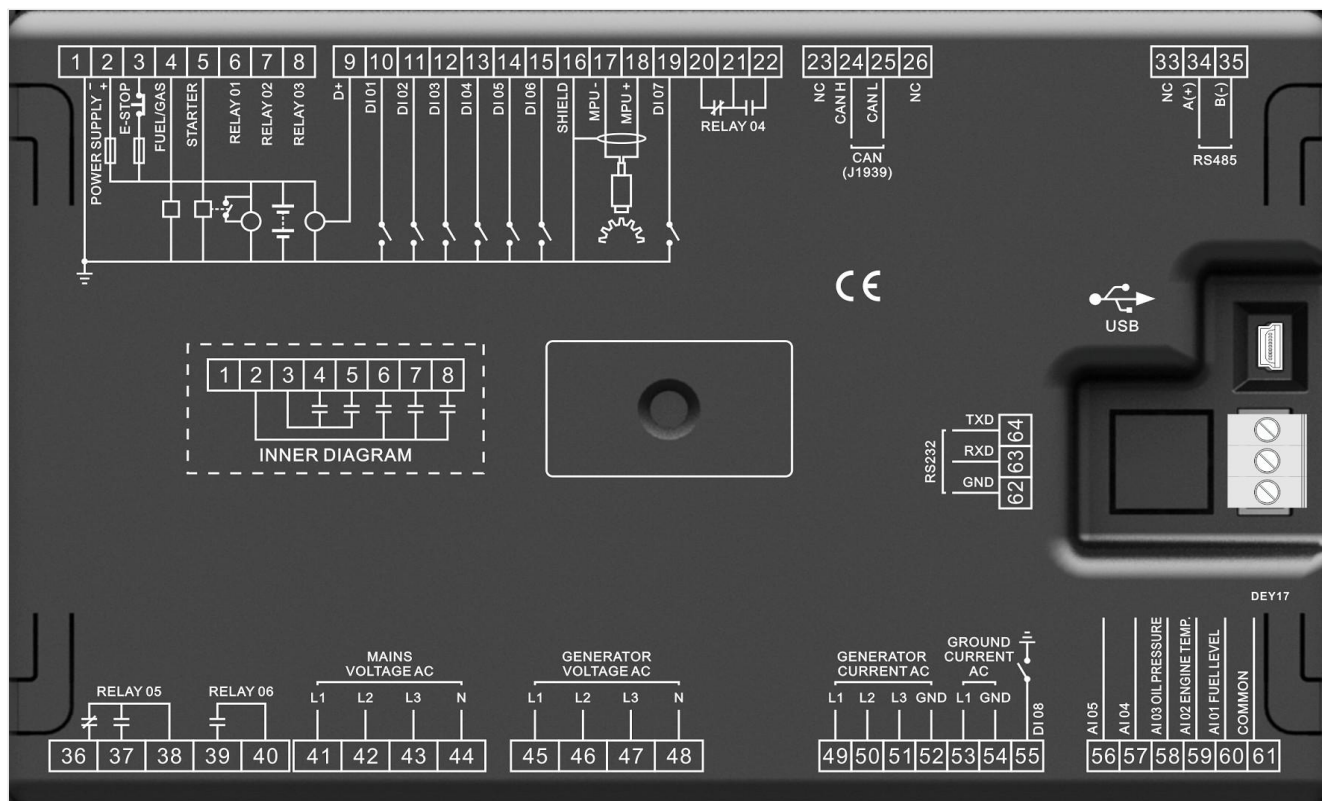 1 2 3 4 5 6 7 8
9 10 11 12 13 14 15 16 17 18 19 20 21 22
23 24 25 26
33 34 35
POWER SUPPLY - +
E-STOP
FUEL/GAS
STARTER
RELAY 01
RELAY 02
RELAY 03
D+
DI 01
DI 02
DI 03
DI 04
DI 05
DI 06
SHIELD
MPU -
MPU +
DI 07
RELAY 04
NC
CAN H
CAN L
NC
CAN
(J1939)
NC
A(+)
B(-)
RS485
CE
USB
1 2 3 4 5 6 7 8
INNER DIAGRAM
RS232
TXD 64
RXD 63
GND 62
DEY17
RELAY 05
RELAY 06
MAINS
VOLTAGE AC
L1 L2 L3 N
GENERATOR
VOLTAGE AC
L1 L2 L3 N
GENERATOR
CURRENT AC
L1 L2 L3 GND
GROUND
CURRENT
AC
L1 GND
DI 08
AI 05
AI 04
AI 03 OIL PRESSURE
AI 02 ENGINE TEMP.
AI 01 FUEL LEVEL
COMMON
36 37 38 39 40
41 42 43 44
45 46 47 48
49 50 51 52 53 54 55
56 57 58 59 60 61